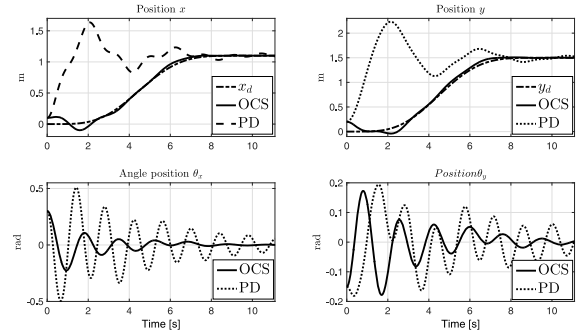 Position x
Position y
1.5
1
0.5
0
m
x_d
OCS
PD
0 2 4 6 8 10
2
1.5
1
0.5
0
m
y_d
OCS
PD
0 2 4 6 8 10
Angle position θ_x
Positionθ_y
0.5
0
-0.5
rad
OCS
PD
0 2 4 6 8 10
Time [s]
0.2
0.1
0
-0.1
-0.2
rad
OCS
PD
0 2 4 6 8 10
Time [s]